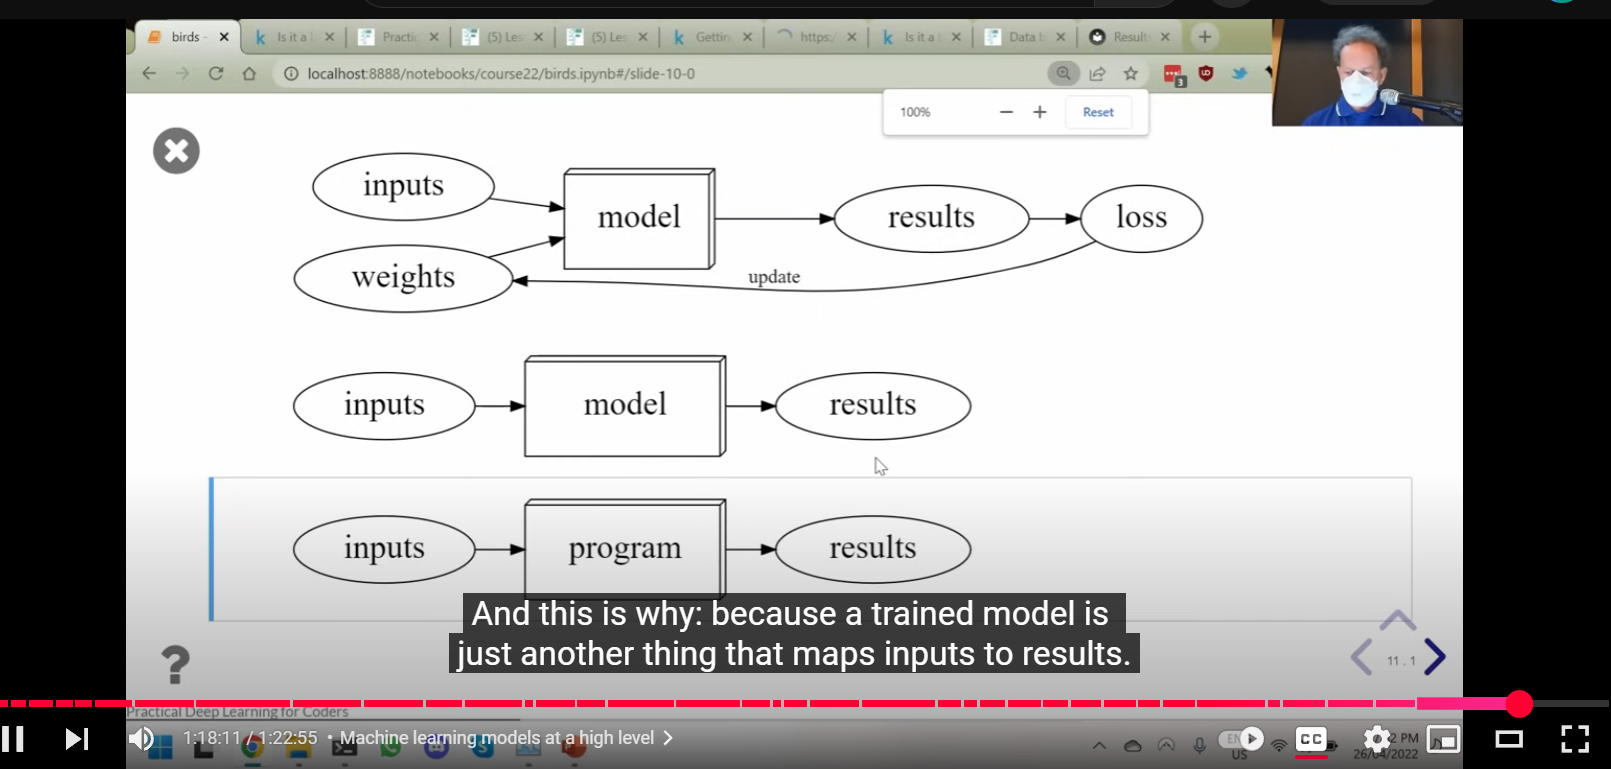 birds -
Is it a
Practic
(5) Les
(5) Les
Gettin
https:/
Is it a
Data b
Result
localhost:8888/notebooks/course22/birds.ipynb#/slide-10-0
3
100%
Reset
inputs
model
results
loss
weights
update
inputs
model
results
inputs
program
results
And this is why: because a trained model is
just another thing that maps inputs to results.
?
11.1
Practical Deep Learning for Coders
1:18:11 / 1:22:55 • Machine learning models at a high level
CC
US
2 PM
26/04/2022